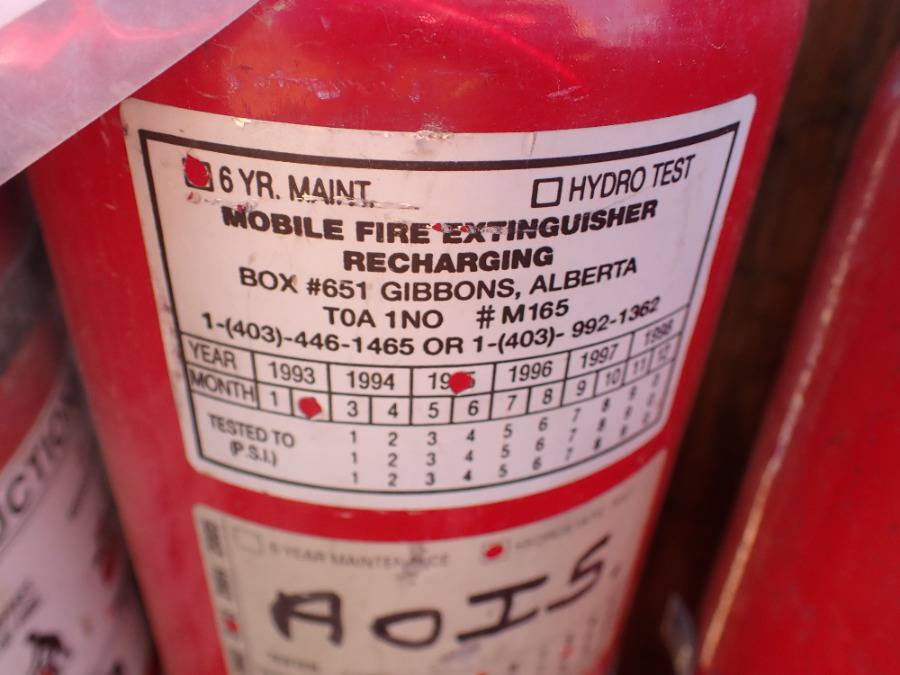 6 YR. MAINT. HYDRO TEST
MOBILE FIRE EXTINGUISHER
RECHARGING
BOX #651 GIBBONS, ALBERTA
T0A 1NO #M165
1-(403)-446-1465 OR 1-(403)- 992-1362
YEAR 1993 1994 19 5 1996 1997 1998
MONTH 1 3 4 5 6 7 8 9 10 11 12
TESTED TO 1 2 3 4 5 6 7 8 9 0
(P.S.I.) 1 2 3 4 5 6 7 8 9 0
1 2 3 4 5 6 7 8 9 0
6 YEAR MAINTENANCE
AOIS